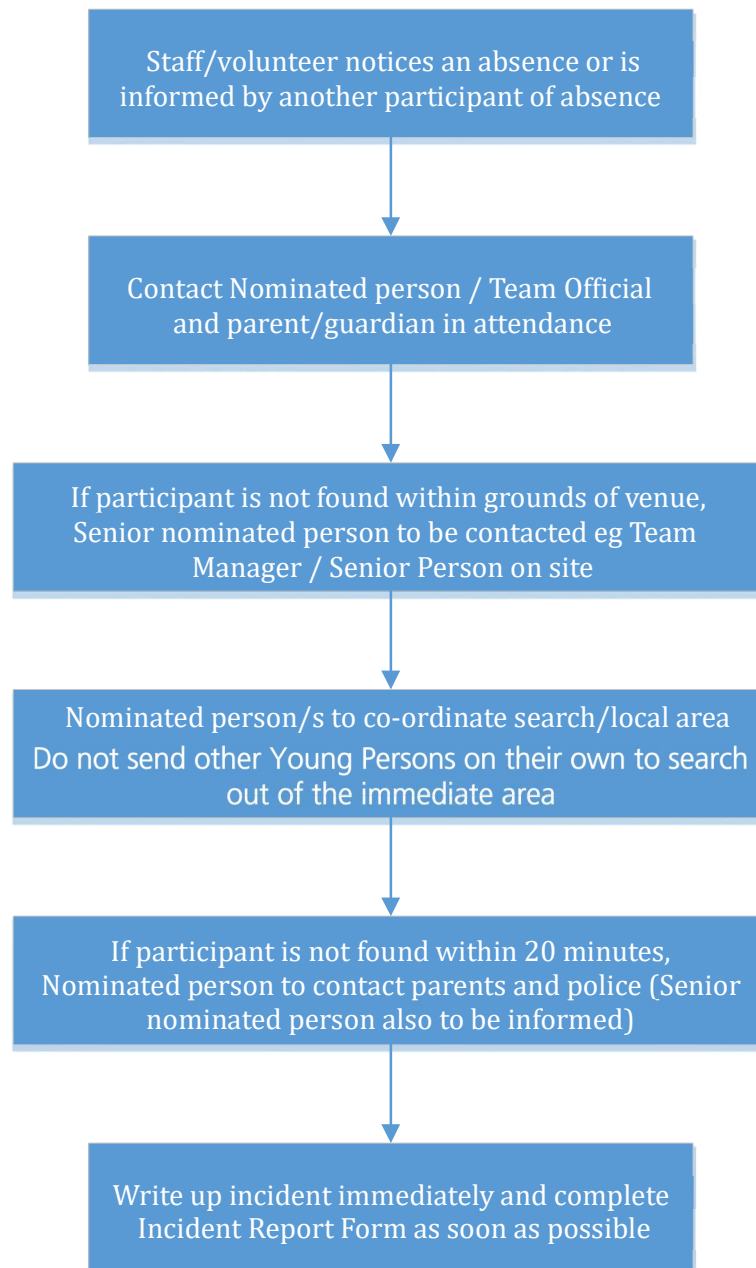 Staff/volunteer notices an absence or is
informed by another participant of absence
Contact Nominated person / Team Official
and parent/guardian in attendance
If participant is not found within grounds of venue,
Senior nominated person to be contacted eg Team
Manager / Senior Person on site
Nominated person/s to co-ordinate search/local area
Do not send other Young Persons on their own to search
out of the immediate area
If participant is not found within 20 minutes,
Nominated person to contact parents and police (Senior
nominated person also to be informed)
Write up incident immediately and complete
Incident Report Form as soon as possible